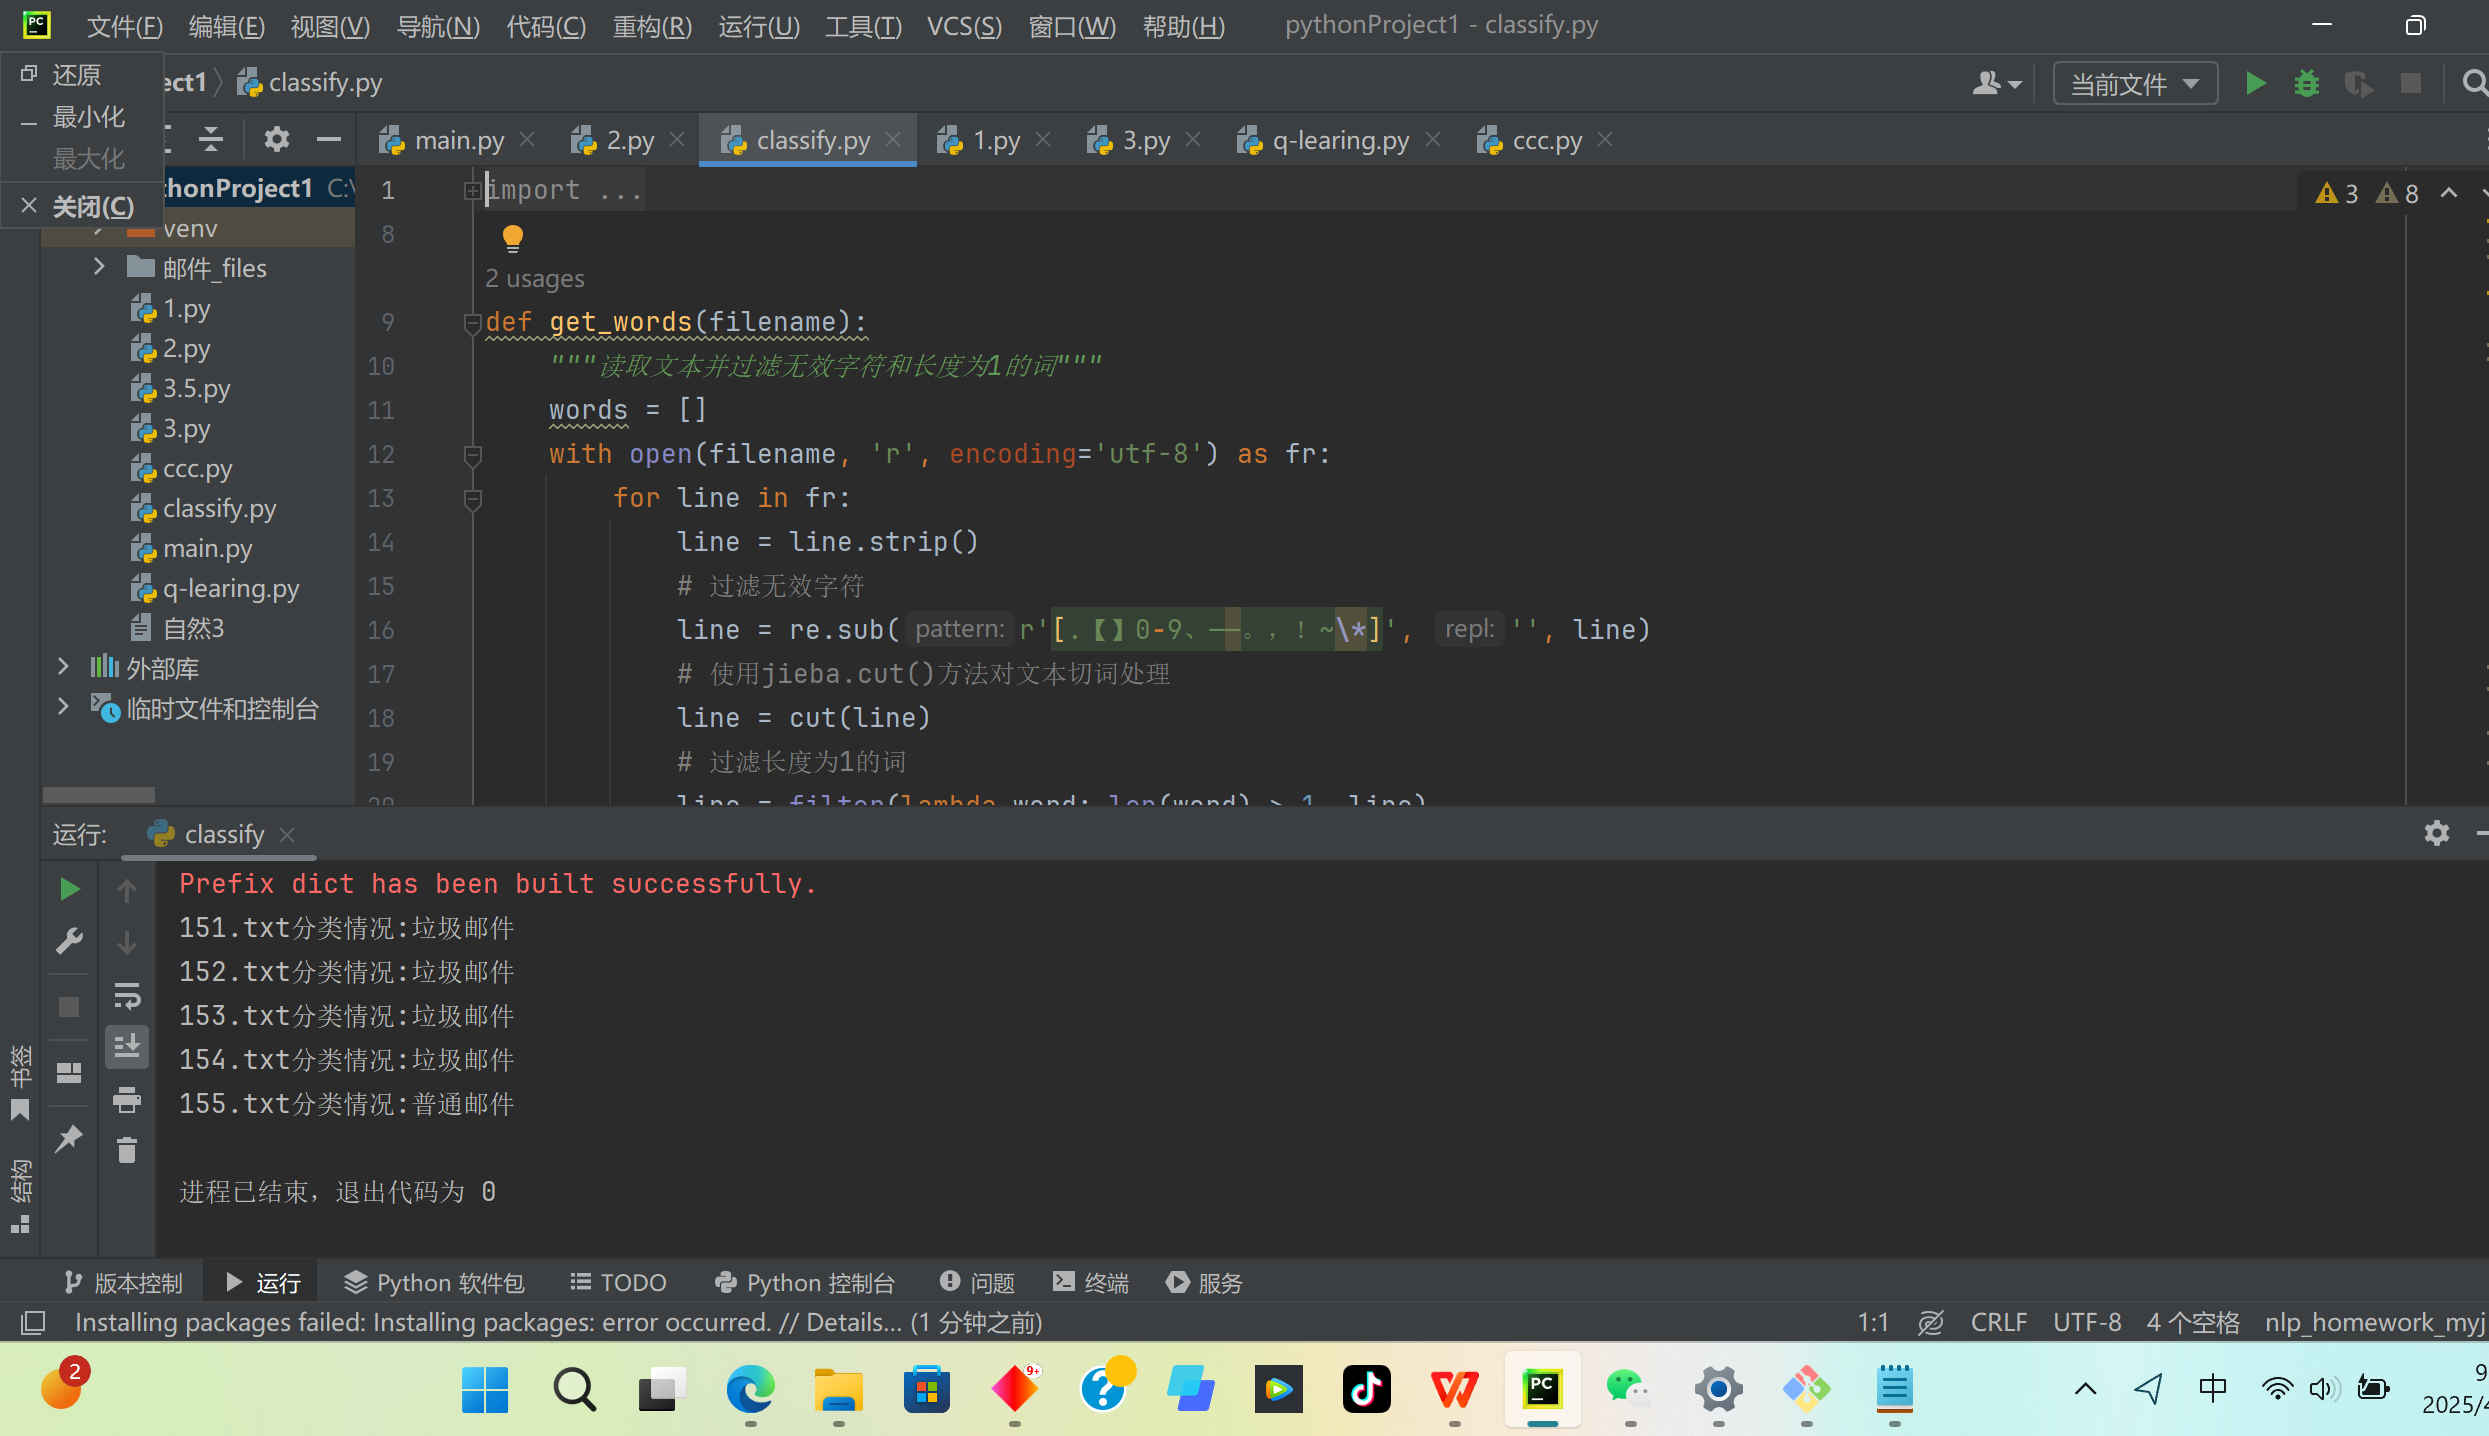 PC 文件(F) 编辑(E) 视图(V) 导航(N) 代码(C) 重构(R) 运行(U) 工具(T) VCS(S) 窗口(W) 帮助(H) pythonProject1 - classify.py
还原
最小化
最大化
关闭(C)
ect1 classify.py 当前文件
main.py 2.py classify.py 1.py 3.py q-learing.py ccc.py
thonProject1 C:\
venv
邮件_files
1.py
2.py
3.5.py
3.py
ccc.py
classify.py
main.py
q-learing.py
自然3
外部库
临时文件和控制台
3 8
1 import ...
8
2 usages
9 def get_words(filename):
10 """读取文本并过滤无效字符和长度为1的词"""
11 words = []
12 with open(filename, 'r', encoding='utf-8') as fr:
13 for line in fr:
14 line = line.strip()
15 # 过滤无效字符
16 line = re.sub( pattern: r'[.【】0-9、——。，！~\*]', repl: '', line)
17 # 使用jieba.cut()方法对文本切词处理
18 line = cut(line)
19 # 过滤长度为1的词
20 line = filter(lambda word: len(word) > 1, line)
运行: classify
Prefix dict has been built successfully.
151.txt分类情况:垃圾邮件
152.txt分类情况:垃圾邮件
153.txt分类情况:垃圾邮件
154.txt分类情况:垃圾邮件
155.txt分类情况:普通邮件
进程已结束，退出代码为 0
书签
结构
版本控制 运行 Python 软件包 TODO Python 控制台 问题 终端 服务
Installing packages failed: Installing packages: error occurred. // Details... (1 分钟之前) 1:1 CRLF UTF-8 4 个空格 nlp_homework_myj
2 9+ PC 中 9
2025/4